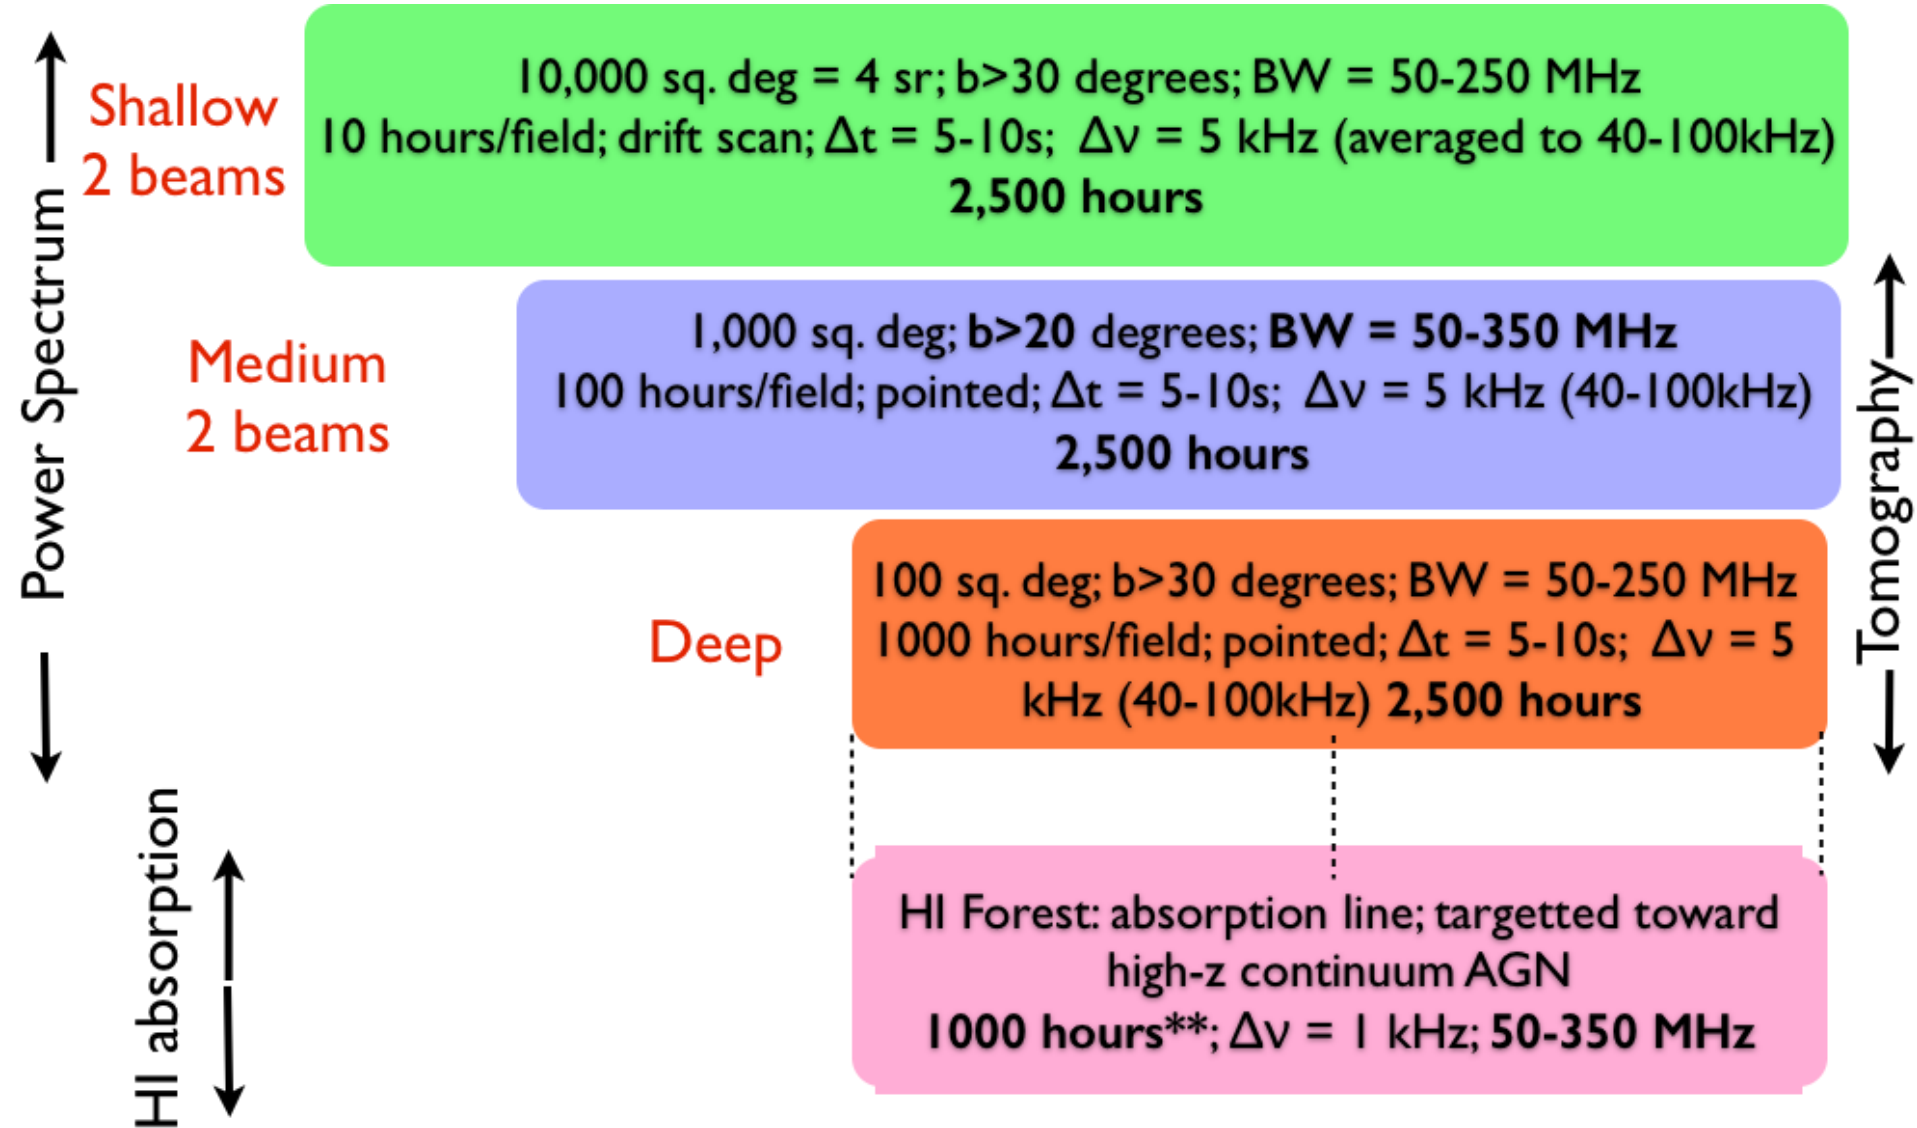 Power Spectrum
Shallow
2 beams
10,000 sq. deg = 4 sr; b>30 degrees; BW = 50-250 MHz
10 hours/field; drift scan; Δt = 5-10s; Δν = 5 kHz (averaged to 40-100kHz)
2,500 hours
Medium
2 beams
1,000 sq. deg; b>20 degrees; BW = 50-350 MHz
100 hours/field; pointed; Δt = 5-10s; Δν = 5 kHz (40-100kHz)
2,500 hours
Tomography
Deep
100 sq. deg; b>30 degrees; BW = 50-250 MHz
1000 hours/field; pointed; Δt = 5-10s; Δν = 5
kHz (40-100kHz) 2,500 hours
HI absorption
HI Forest: absorption line; targetted toward
high-z continuum AGN
1000 hours**; Δν = 1 kHz; 50-350 MHz